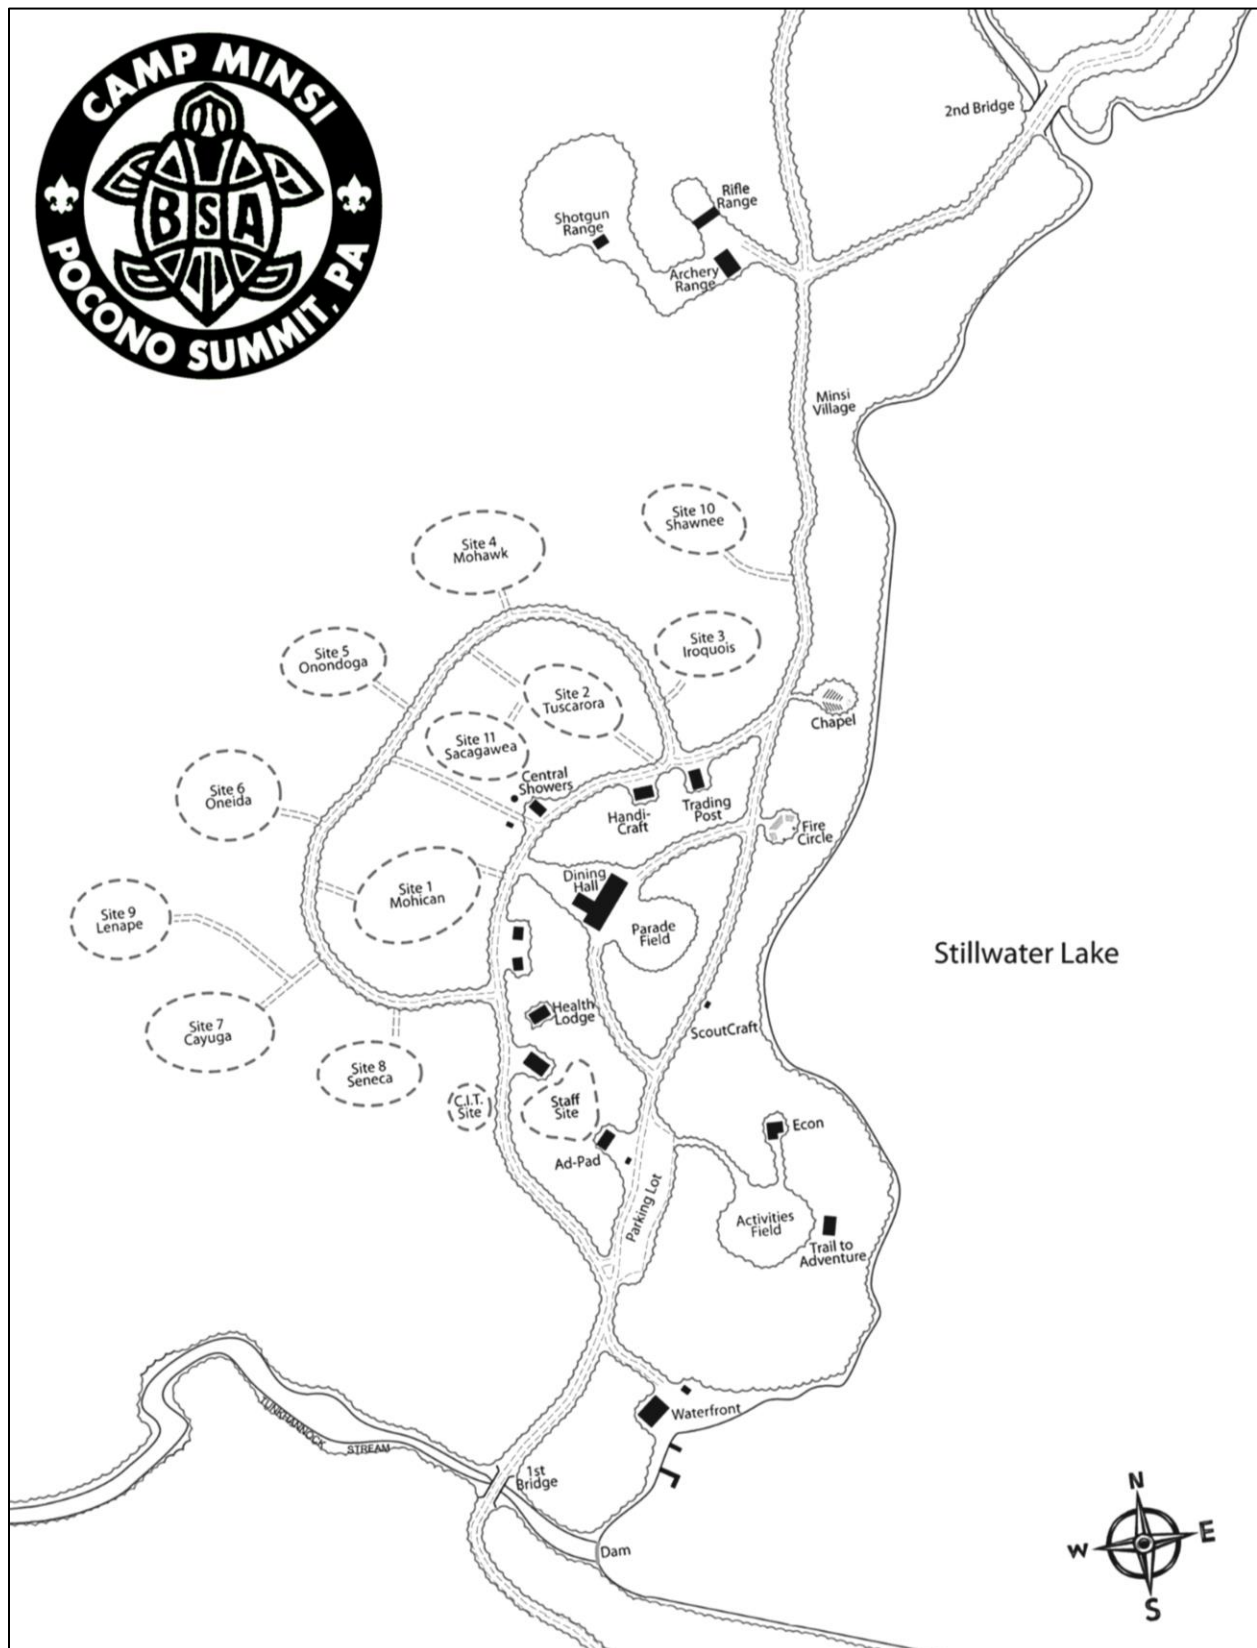 CAMP MINSI
BSA
POCONO SUMMIT, PA
2nd Bridge
Rifle
Range
Shotgun
Range
Archery
Range
Minsi
Village
Site 10
Shawnee
Site 4
Mohawk
Site 3
Iroquois
Site 5
Onondoga
Site 2
Tuscarora
Chapel
Site 11
Sacagawea
Central
Showers
Site 6
Oneida
Trading
Post
Handi-
Craft
Fire
Circle
Dining
Hall
Site 1
Mohican
Site 9
Lenape
Parade
Field
Stillwater Lake
Health
Lodge
ScoutCraft
Site 7
Cayuga
Site 8
Seneca
C.I.T.
Site
Staff
Site
Econ
Ad-Pad
Parking Lot
Activities
Field
Trail to
Adventure
Waterfront
TUNKHANNOCK
STREAM
1st
Bridge
Dam
N
W
E
S